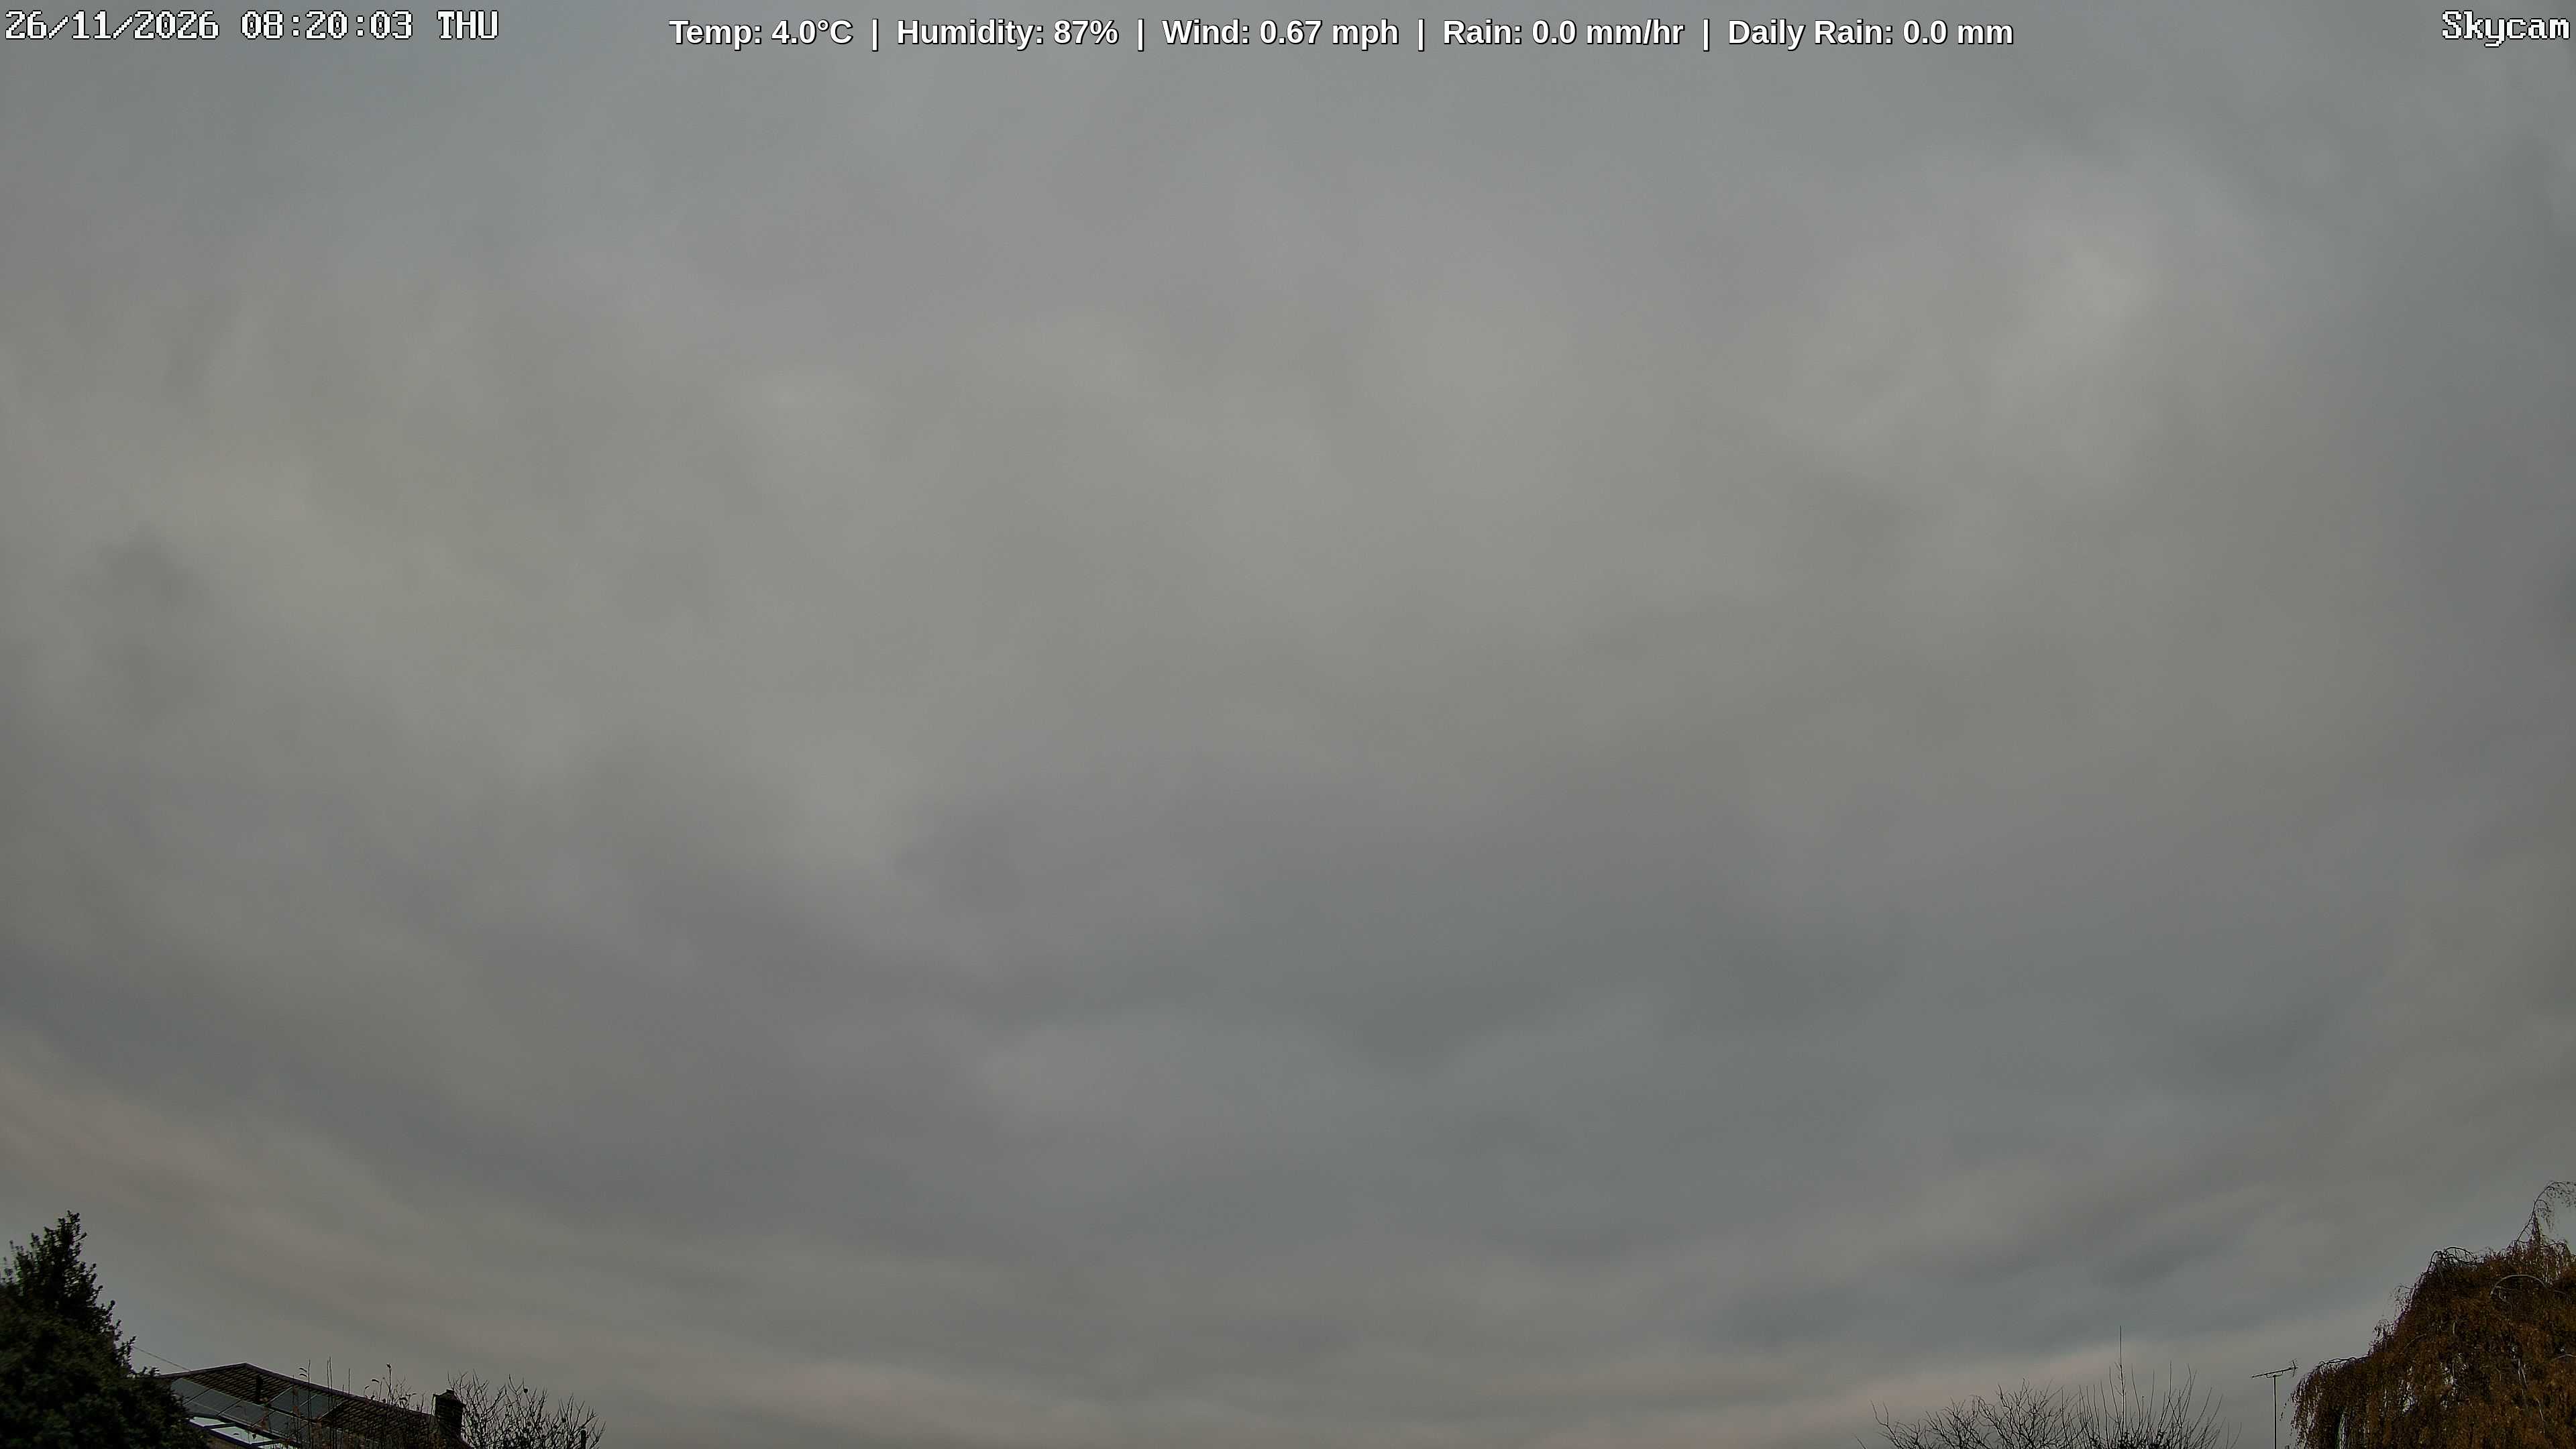 26/11/2026 08:20:03 THU
Temp: 4.0°C | Humidity: 87% | Wind: 0.67 mph | Rain: 0.0 mm/hr | Daily Rain: 0.0 mm
Skycam